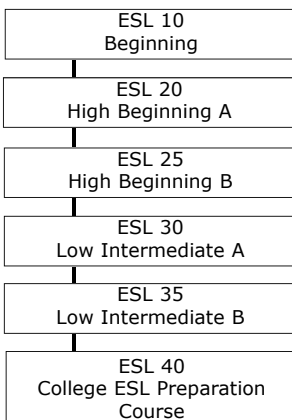 ESL 10
Beginning
ESL 20
High Beginning A
ESL 25
High Beginning B
ESL 30
Low Intermediate A
ESL 35
Low Intermediate B
ESL 40
College ESL Preparation
Course